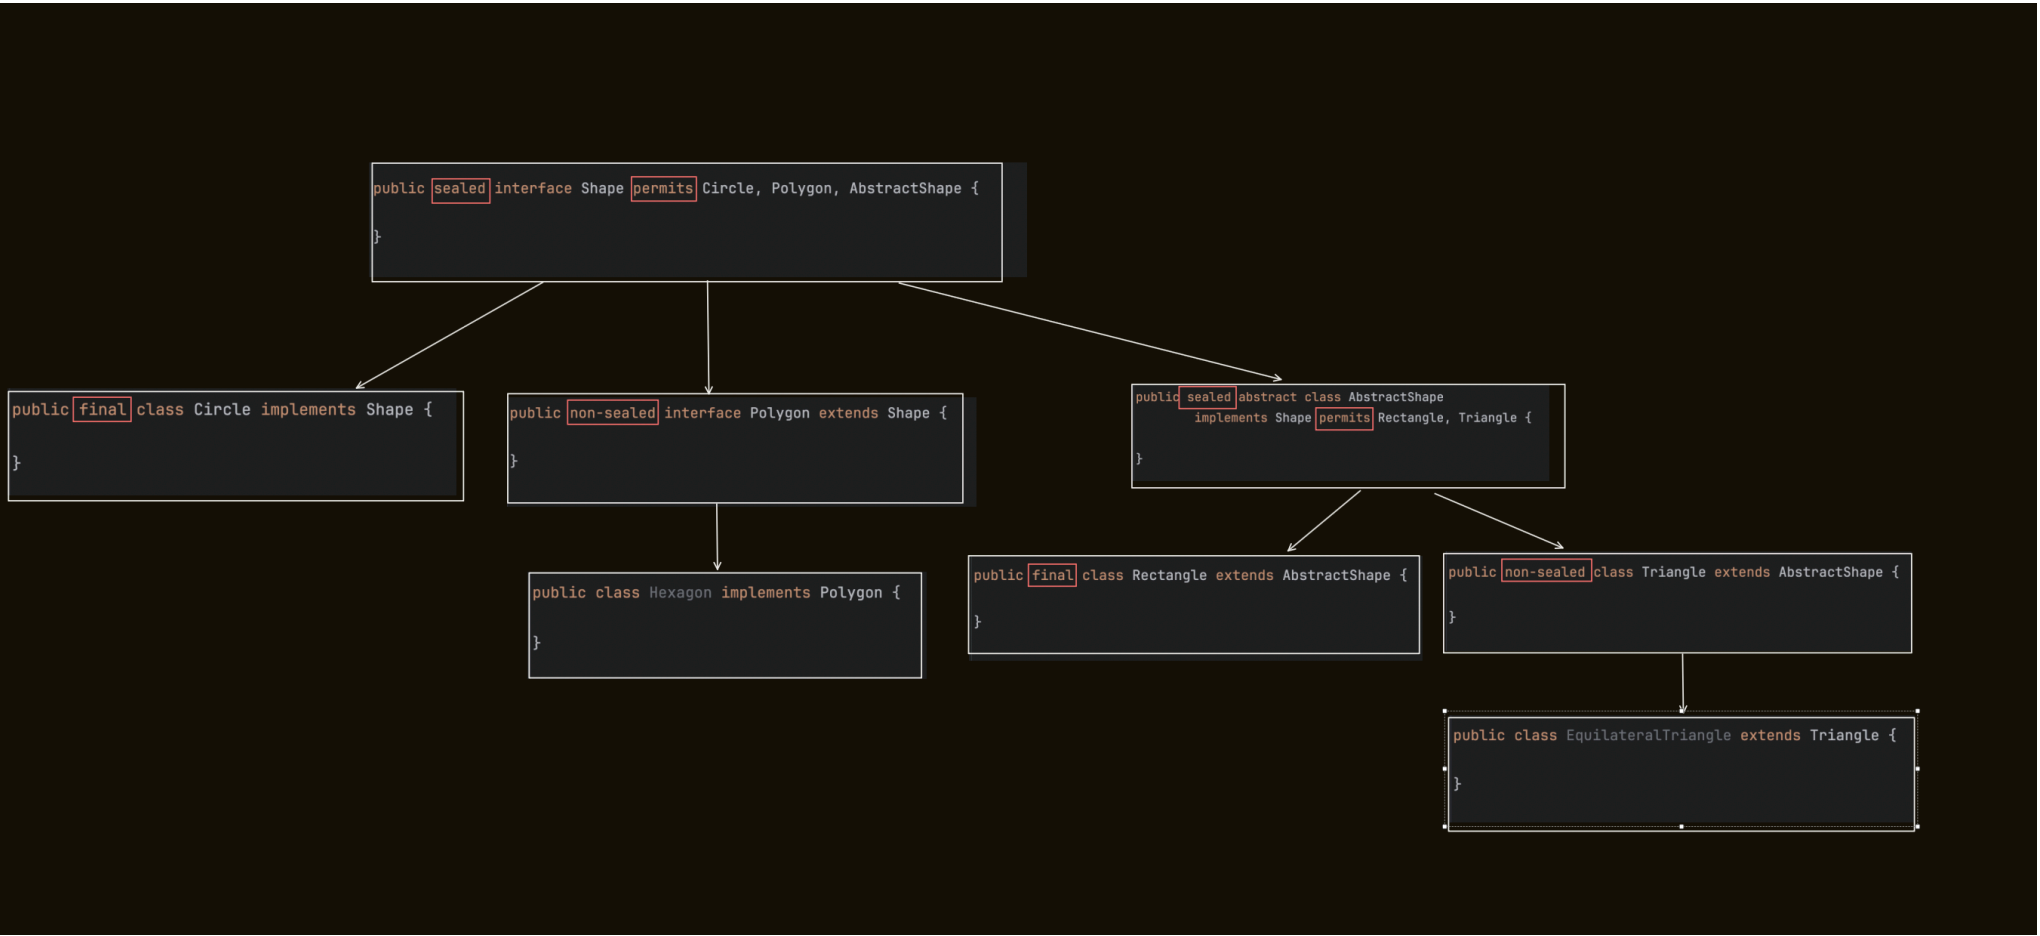 public sealed interface Shape permits Circle, Polygon, AbstractShape {
}
public final class Circle implements Shape {
}
public non-sealed interface Polygon extends Shape {
}
public sealed abstract class AbstractShape
implements Shape permits Rectangle, Triangle {
}
public class Hexagon implements Polygon {
}
public final class Rectangle extends AbstractShape {
}
public non-sealed class Triangle extends AbstractShape {
}
public class EquilateralTriangle extends Triangle {
}